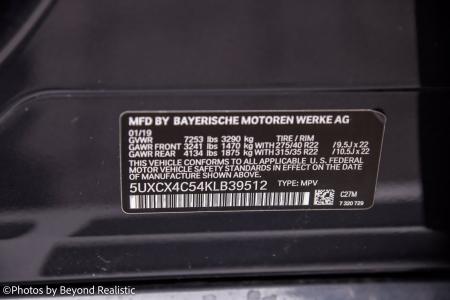 MFD BY BAYERISCHE MOTOREN WERKE AG
01/19
GVWR 7253 lbs 3290 kg TIRE / RIM
GAWR FRONT 3241 lbs 1470 kg WITH 275/40 R22 / 9.5J x 22
GAWR REAR 4134 lbs 1875 kg WITH 315/35 R22 / 10.5J x 22
THIS VEHICLE CONFORMS TO ALL APPLICABLE U. S. FEDERAL
MOTOR VEHICLE SAFETY STANDARDS IN EFFECT ON THE
DATE OF MANUFACTURE SHOWN ABOVE.
5UXCX4C54KLB39512 TYPE: MPV
C27M
7 320 729
©Photos by Beyond Realistic